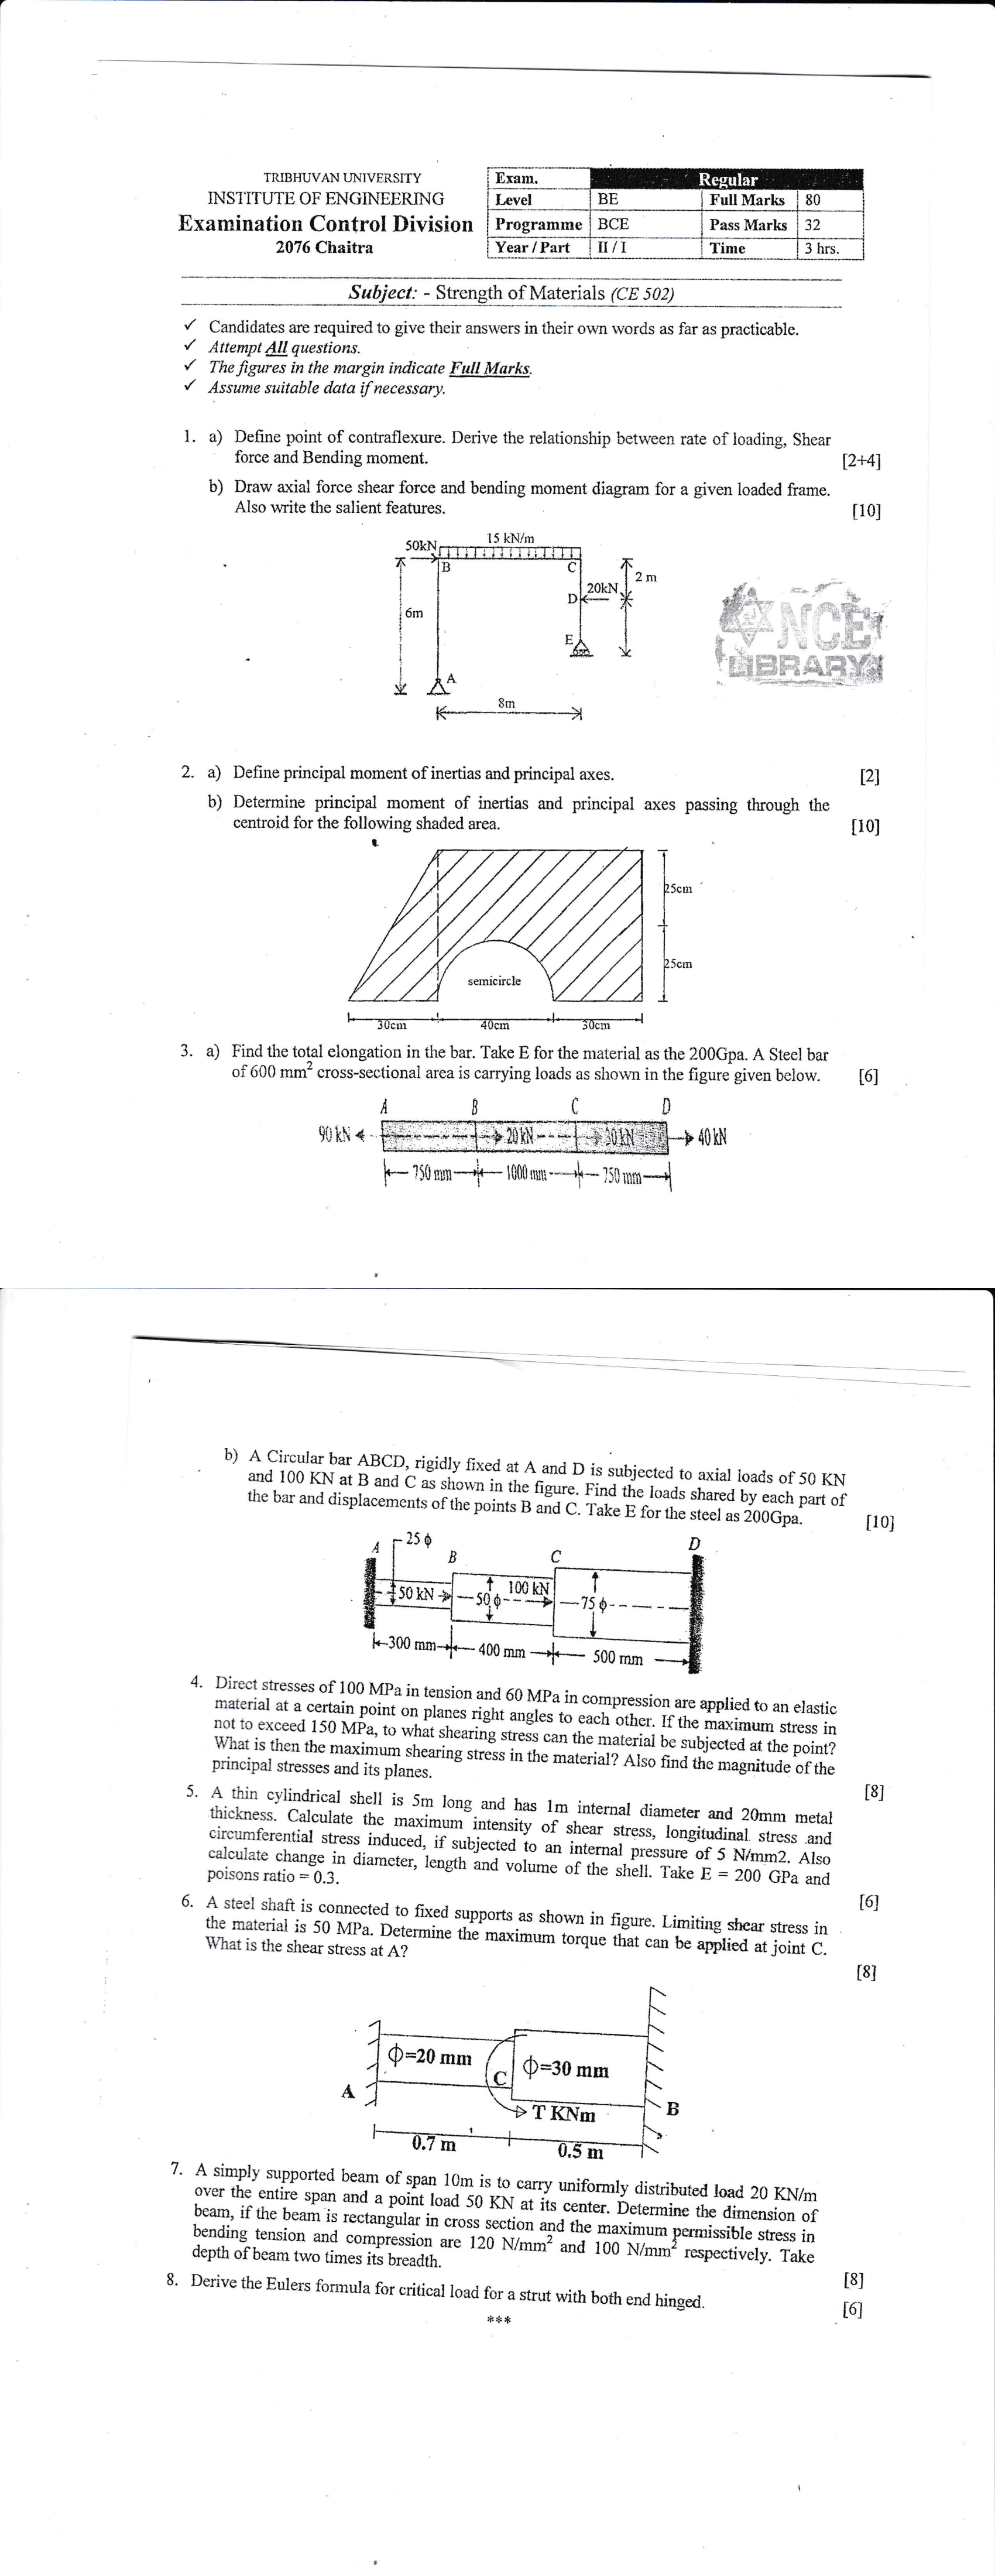 TRIBHUVAN UNIVERSITY
INSTITUTE OF ENGINEERING
Examination Control Division
2076 Chaitra
Exam. Regular
Level BE Full Marks 80
Programme BCE Pass Marks 32
Year / Part II / I Time 3 hrs.
Subject: - Strength of Materials (CE 502)
✓ Candidates are required to give their answers in their own words as far as practicable.
✓ Attempt All questions.
✓ The figures in the margin indicate Full Marks.
✓ Assume suitable data if necessary.
1. a) Define point of contraflexure. Derive the relationship between rate of loading, Shear
force and Bending moment. [2+4]
b) Draw axial force shear force and bending moment diagram for a given loaded frame.
Also write the salient features. [10]
15 kN/m
50kN
B C
2 m
20kN
D
6m
E
A
8m
NCE
LIBRARY
2. a) Define principal moment of inertias and principal axes. [2]
b) Determine principal moment of inertias and principal axes passing through the
centroid for the following shaded area. [10]
25cm
25cm
semicircle
30cm 40cm 30cm
3. a) Find the total elongation in the bar. Take E for the material as the 200Gpa. A Steel bar
of 600 mm² cross-sectional area is carrying loads as shown in the figure given below. [6]
A B C D
90 kN 20 kN 30 kN 40 kN
750 mm 1000 mm 750 mm
b) A Circular bar ABCD, rigidly fixed at A and D is subjected to axial loads of 50 KN
and 100 KN at B and C as shown in the figure. Find the loads shared by each part of
the bar and displacements of the points B and C. Take E for the steel as 200Gpa. [10]
A 25 ϕ B C D
50 kN 50 ϕ 100 kN 75 ϕ
300 mm 400 mm 500 mm
4. Direct stresses of 100 MPa in tension and 60 MPa in compression are applied to an elastic
material at a certain point on planes right angles to each other. If the maximum stress in
not to exceed 150 MPa, to what shearing stress can the material be subjected at the point?
What is then the maximum shearing stress in the material? Also find the magnitude of the
principal stresses and its planes. [8]
5. A thin cylindrical shell is 5m long and has 1m internal diameter and 20mm metal
thickness. Calculate the maximum intensity of shear stress, longitudinal stress and
circumferential stress induced, if subjected to an internal pressure of 5 N/mm2. Also
calculate change in diameter, length and volume of the shell. Take E = 200 GPa and
poisons ratio = 0.3. [6]
6. A steel shaft is connected to fixed supports as shown in figure. Limiting shear stress in
the material is 50 MPa. Determine the maximum torque that can be applied at joint C.
What is the shear stress at A? [8]
Φ=20 mm
Φ=30 mm
C
A
T KNm
B
0.7 m
0.5 m
7. A simply supported beam of span 10m is to carry uniformly distributed load 20 KN/m
over the entire span and a point load 50 KN at its center. Determine the dimension of
beam, if the beam is rectangular in cross section and the maximum permissible stress in
bending tension and compression are 120 N/mm² and 100 N/mm² respectively. Take
depth of beam two times its breadth. [8]
8. Derive the Eulers formula for critical load for a strut with both end hinged. [6]
***